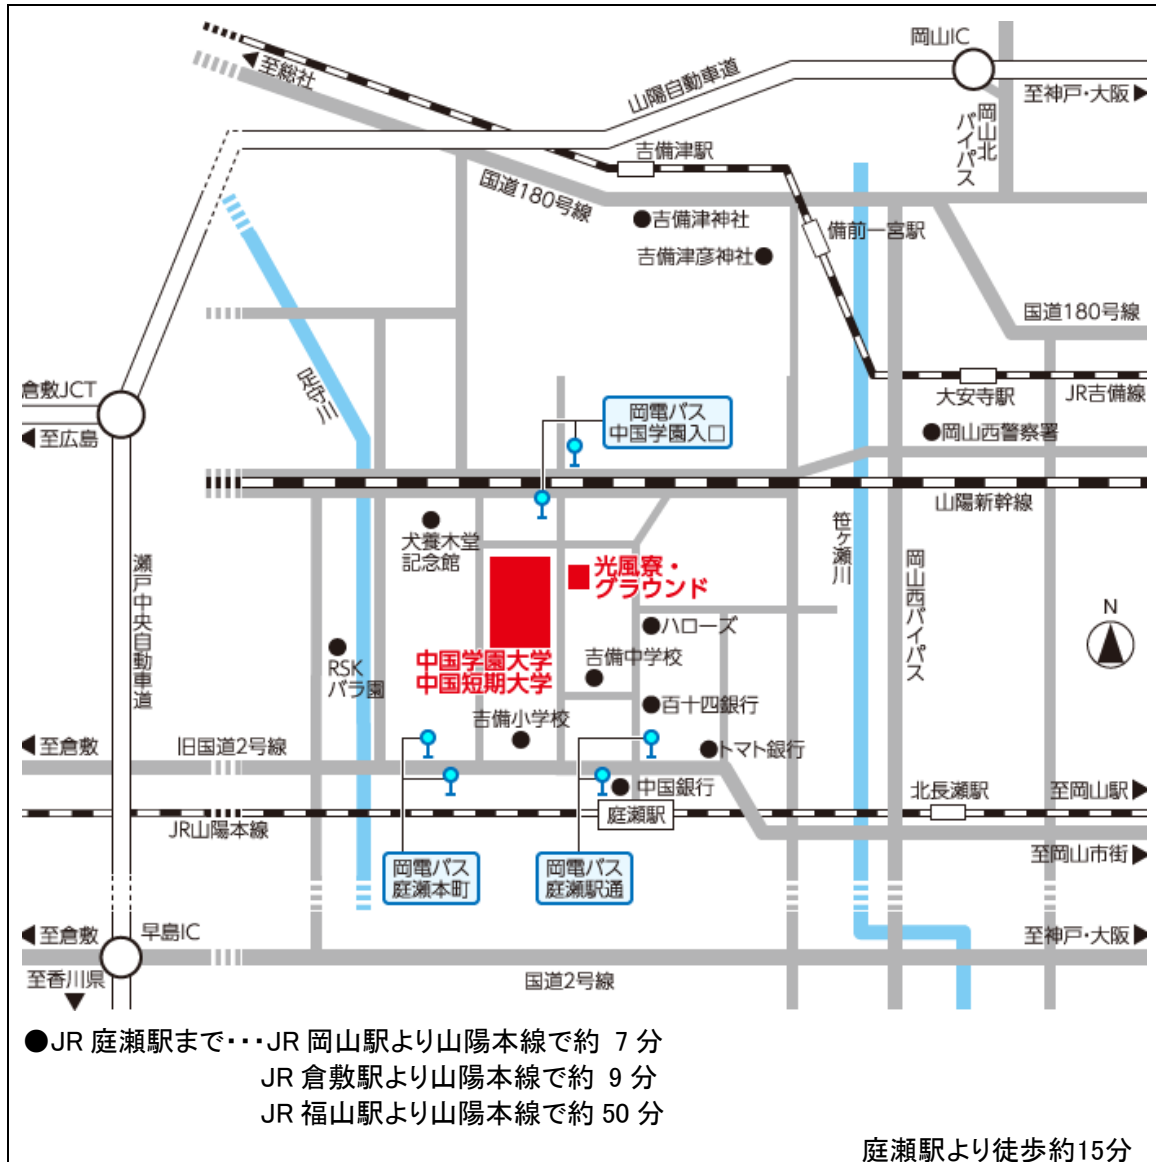 岡山IC
至総社
山陽自動車道
至神戸・大阪
岡山北
バイパス
吉備津駅
国道180号線
吉備津神社
備前一宮駅
吉備津彦神社
国道180号線
足守川
倉敷JCT
大安寺駅
JR吉備線
岡電バス
中国学園入口
至広島
岡山西警察署
山陽新幹線
犬養木堂
記念館
笹ヶ瀬川
光風寮・
グラウンド
瀬戸中央自動車道
岡山西バイパス
N
ハローズ
RSK
バラ園
中国学園大学
中国短期大学
吉備中学校
百十四銀行
吉備小学校
至倉敷
旧国道2号線
トマト銀行
中国銀行
北長瀬駅
至岡山駅
庭瀬駅
JR山陽本線
至岡山市街
岡電バス
庭瀬本町
岡電バス
庭瀬駅通
至倉敷
早島IC
至神戸・大阪
至香川県
国道2号線
●JR 庭瀬駅まで・・・JR 岡山駅より山陽本線で約 7 分
JR 倉敷駅より山陽本線で約 9 分
JR 福山駅より山陽本線で約 50 分
庭瀬駅より徒歩約15分